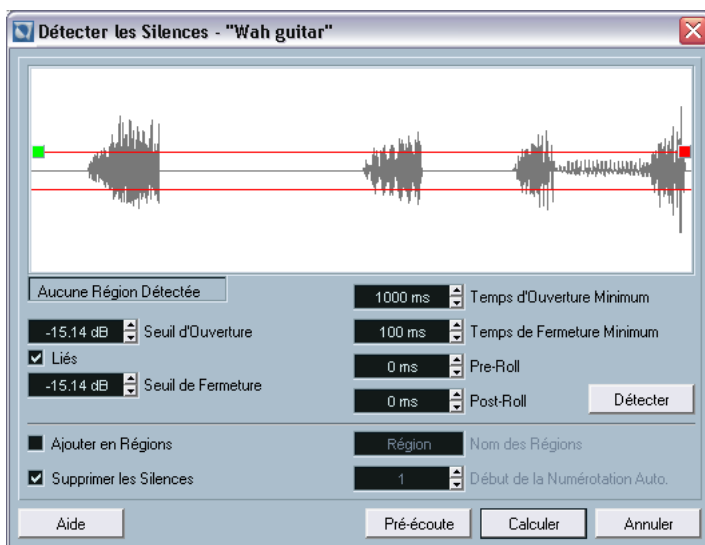 Détecter les Silences - "Wah guitar"
Aucune Région Détectée
1000 ms Temps d'Ouverture Minimum
-15.14 dB Seuil d'Ouverture
100 ms Temps de Fermeture Minimum
Liés
0 ms Pre-Roll
-15.14 dB Seuil de Fermeture
0 ms Post-Roll
Détecter
Ajouter en Régions
Région Nom des Régions
Supprimer les Silences
1 Début de la Numérotation Auto.
Aide
Pré-écoute
Calculer
Annuler